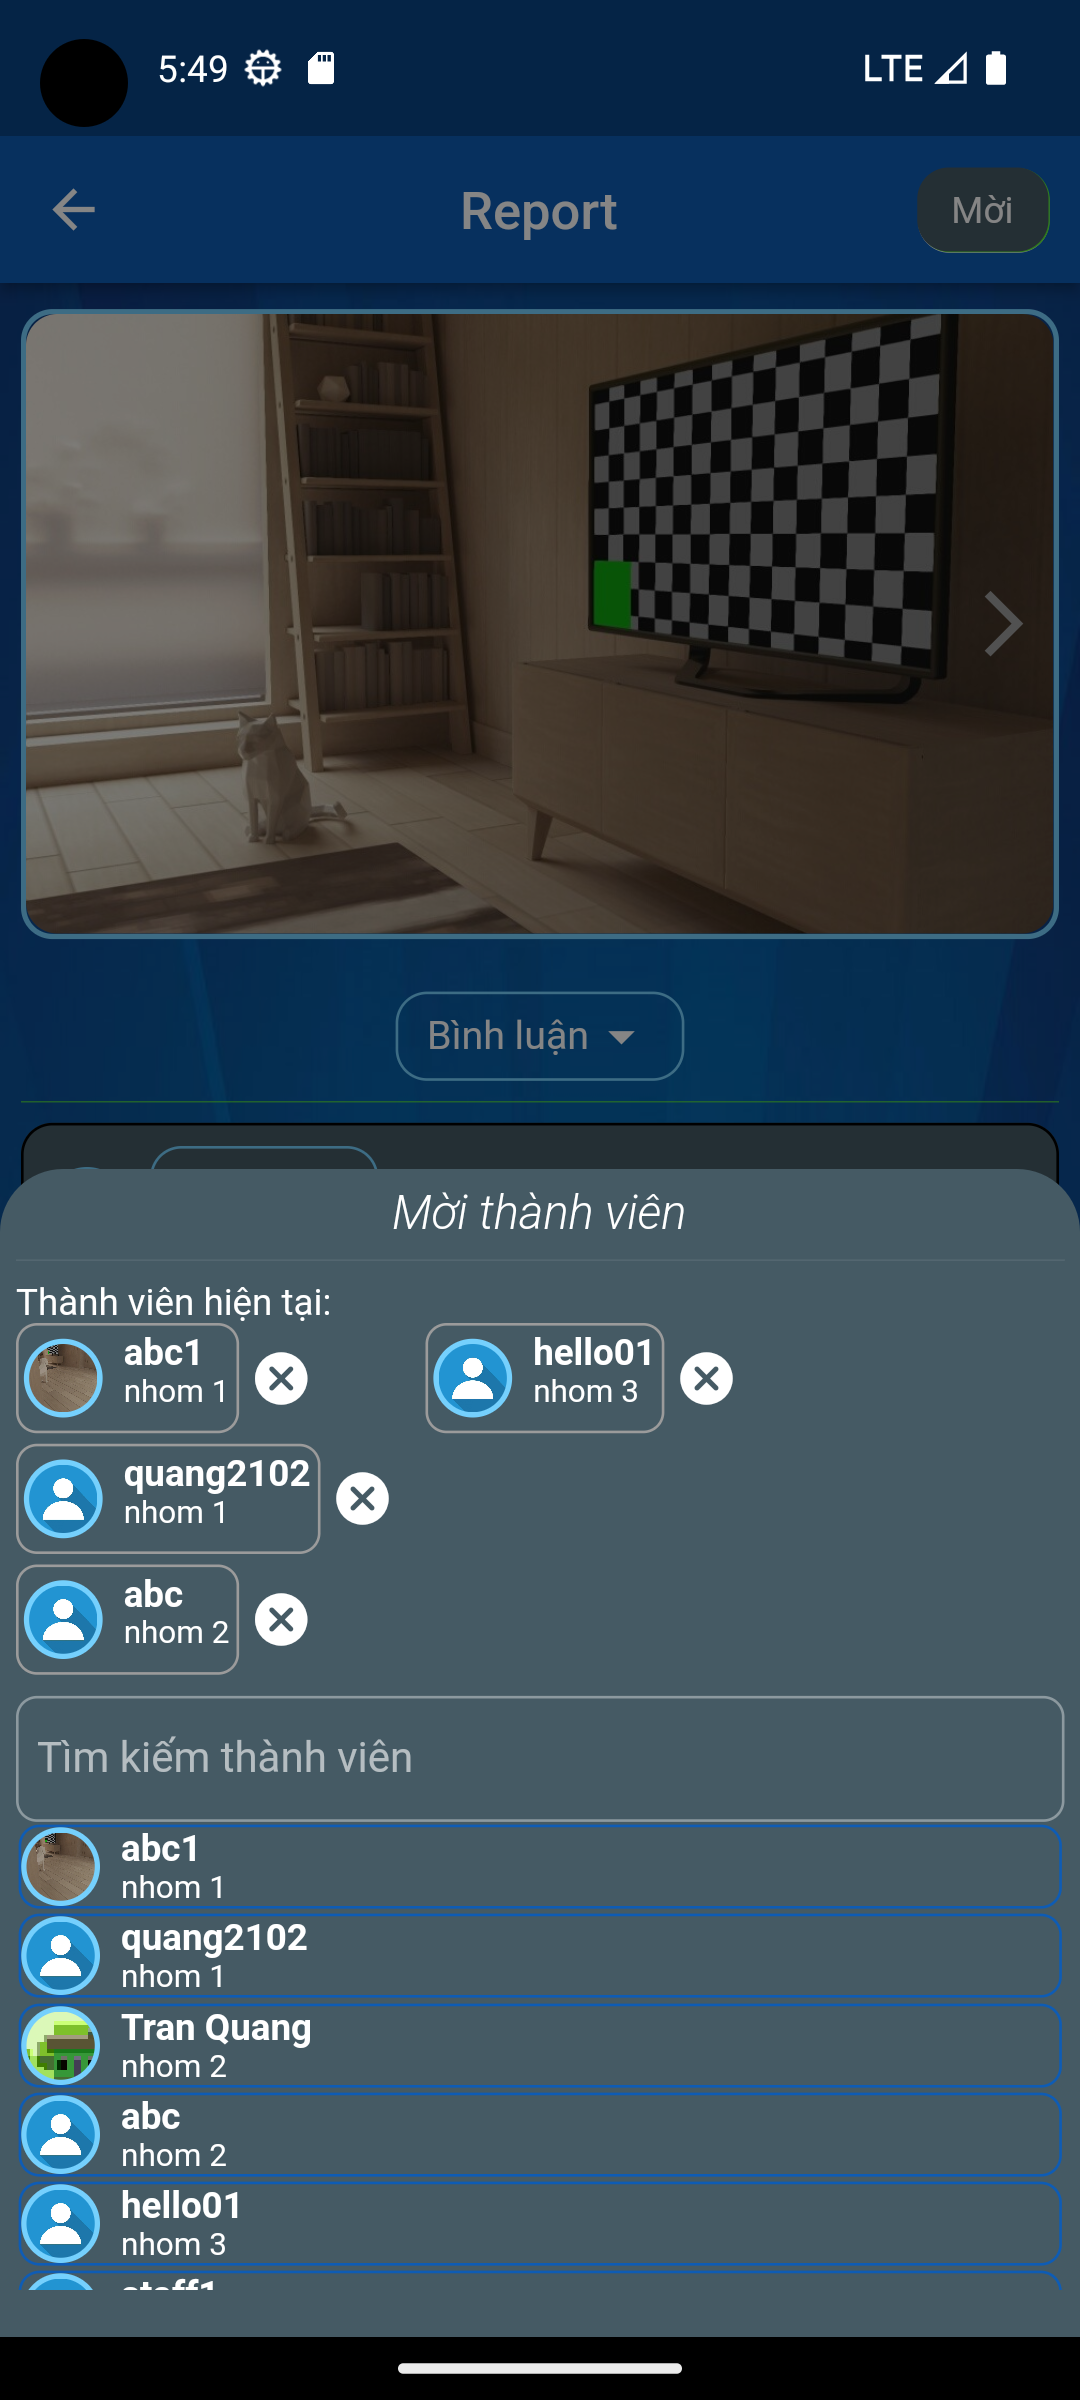 5:49
LTE
Report
Mời
Bình luận
Mời thành viên
Thành viên hiện tại:
abc1
nhom 1
hello01
nhom 3
quang2102
nhom 1
abc
nhom 2
Tìm kiếm thành viên
abc1
nhom 1
quang2102
nhom 1
Tran Quang
nhom 2
abc
nhom 2
hello01
nhom 3